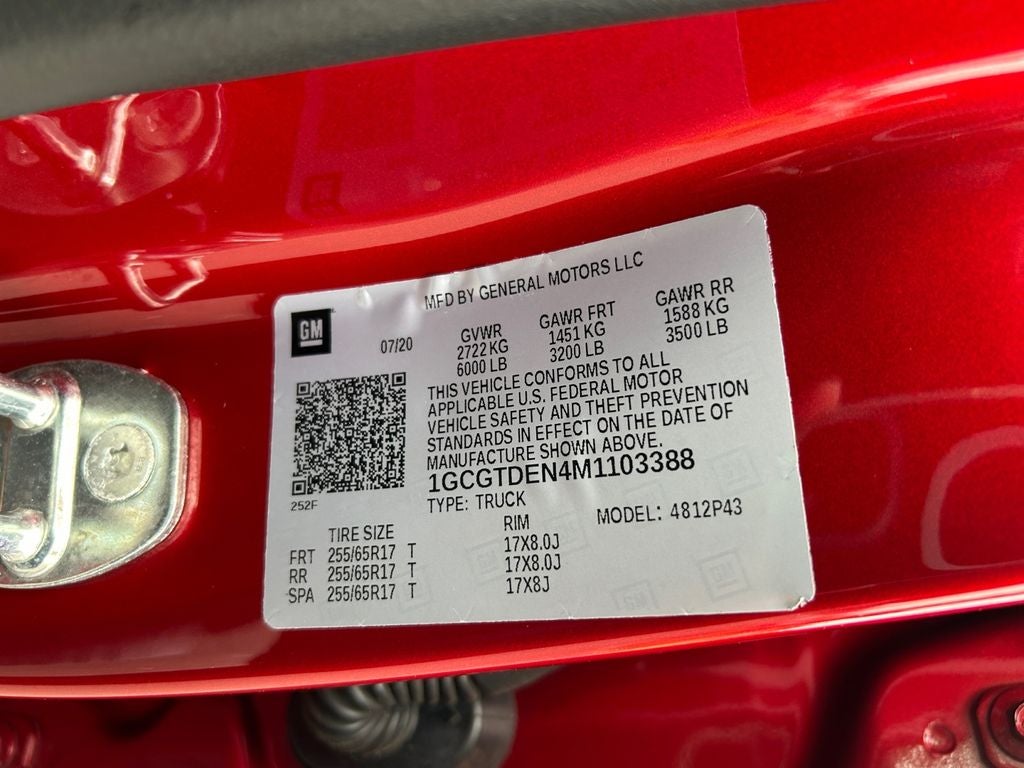 MFD BY GENERAL MOTORS LLC
GM
07/20
GVWR GAWR FRT GAWR RR
2722 KG 1451 KG 1588 KG
6000 LB 3200 LB 3500 LB
THIS VEHICLE CONFORMS TO ALL
APPLICABLE U.S. FEDERAL MOTOR
VEHICLE SAFETY AND THEFT PREVENTION
STANDARDS IN EFFECT ON THE DATE OF
MANUFACTURE SHOWN ABOVE.
1GCGTDEN4M1103388
252F
TYPE: TRUCK
MODEL: 4812P43
TIRE SIZE RIM
FRT 255/65R17 T 17X8.0J
RR 255/65R17 T 17X8.0J
SPA 255/65R17 T 17X8J